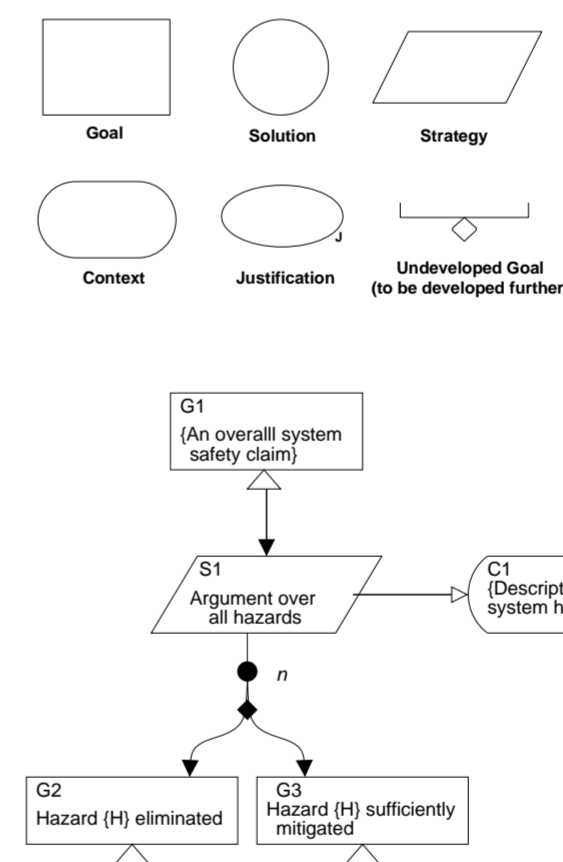 Goal
Solution
Strategy
J
Context
Justification
Undeveloped Goal
(to be developed further
G1
{An overalll system
safety claim}
S1
Argument over
all hazards
C1
{Descript
system h
n
G2
Hazard {H} eliminated
G3
Hazard {H} sufficiently
mitigated